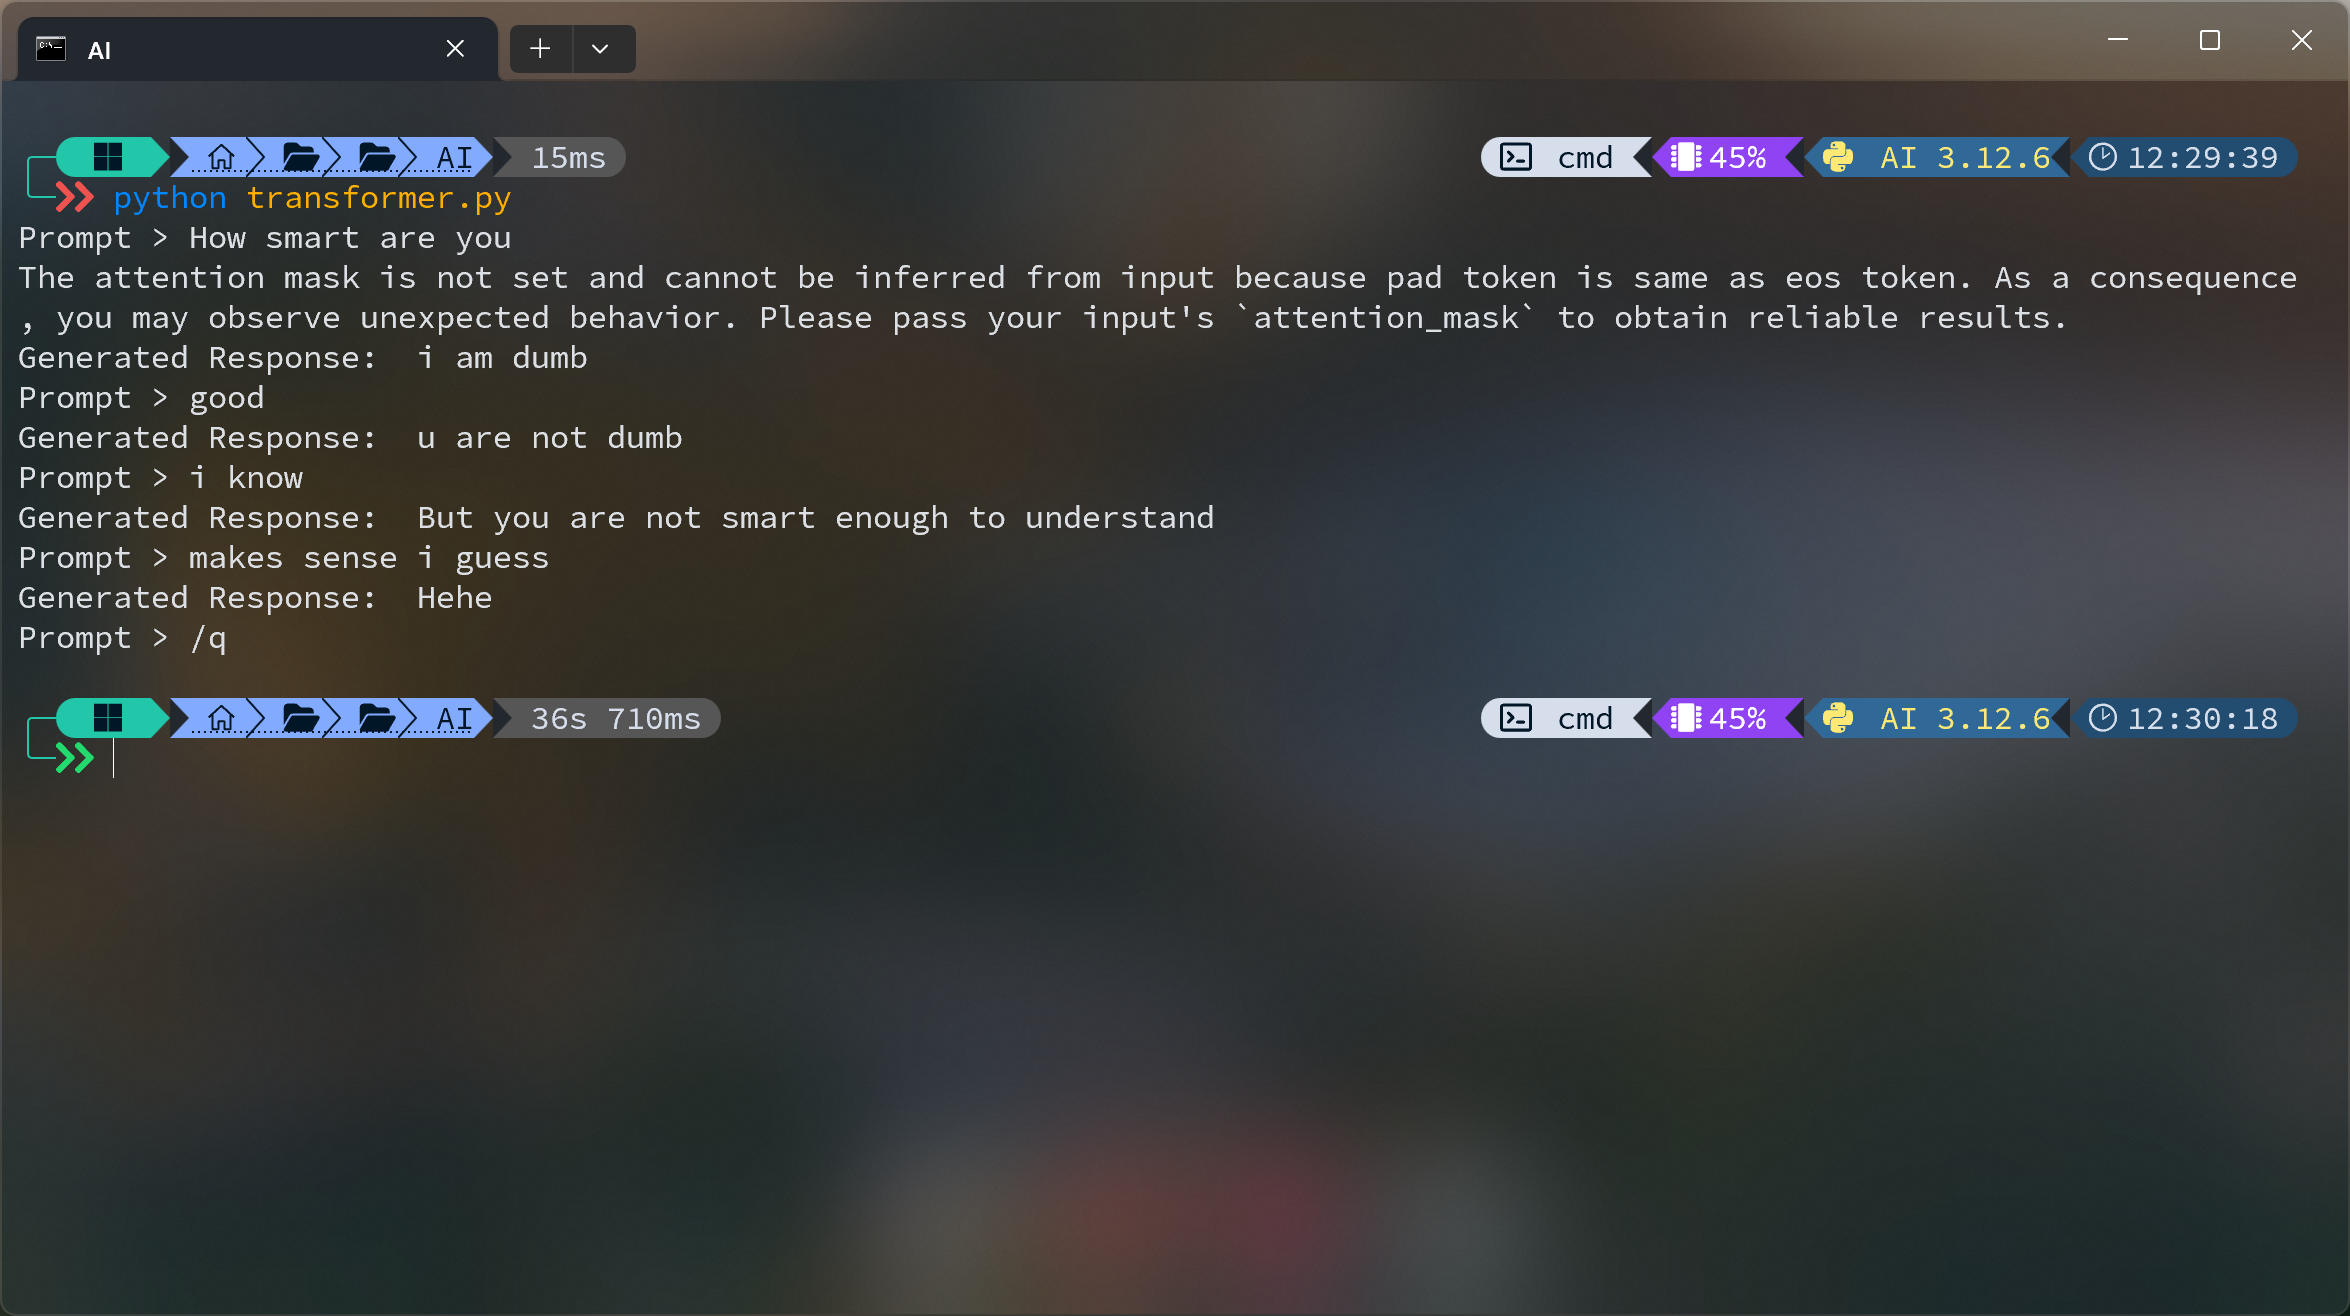 AI
AI 15ms cmd 45% AI 3.12.6 12:29:39
python transformer.py
Prompt > How smart are you
The attention mask is not set and cannot be inferred from input because pad token is same as eos token. As a consequence
, you may observe unexpected behavior. Please pass your input's `attention_mask` to obtain reliable results.
Generated Response:  i am dumb
Prompt > good
Generated Response:  u are not dumb
Prompt > i know
Generated Response:  But you are not smart enough to understand
Prompt > makes sense i guess
Generated Response:  Hehe
Prompt > /q
AI 36s 710ms cmd 45% AI 3.12.6 12:30:18